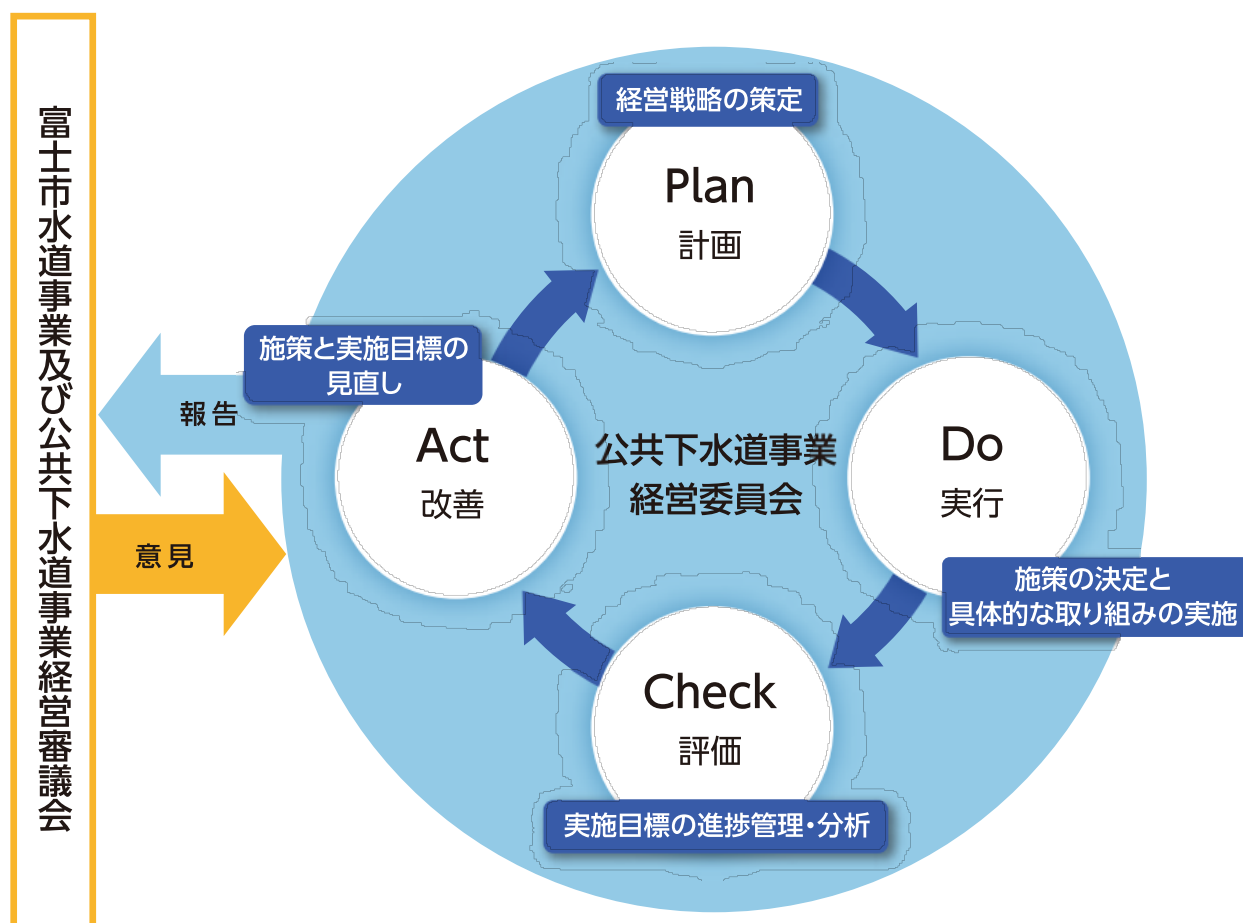 富士市水道事業及び公共下水道事業経営審議会
経営戦略の策定
Plan
計画
施策と実施目標の
見直し
報告
意見
Act
改善
公共下水道事業
経営委員会
Do
実行
施策の決定と
具体的な取り組みの実施
Check
評価
実施目標の進捗管理・分析